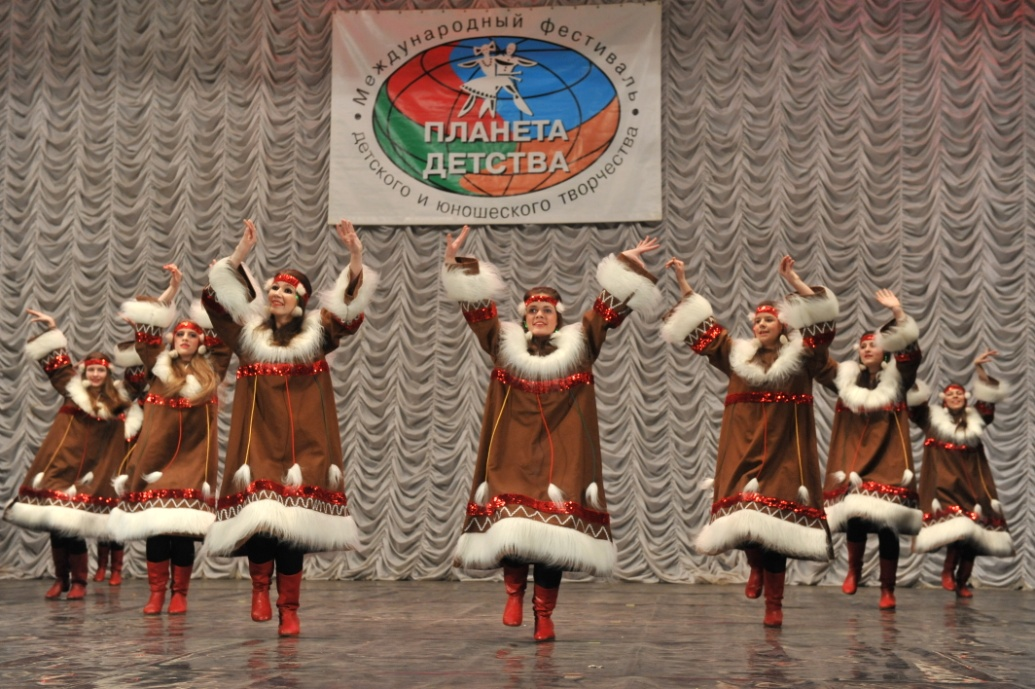 Международный фестиваль
ПЛАНЕТА
ДЕТСТВА
детского и юношеского творчества